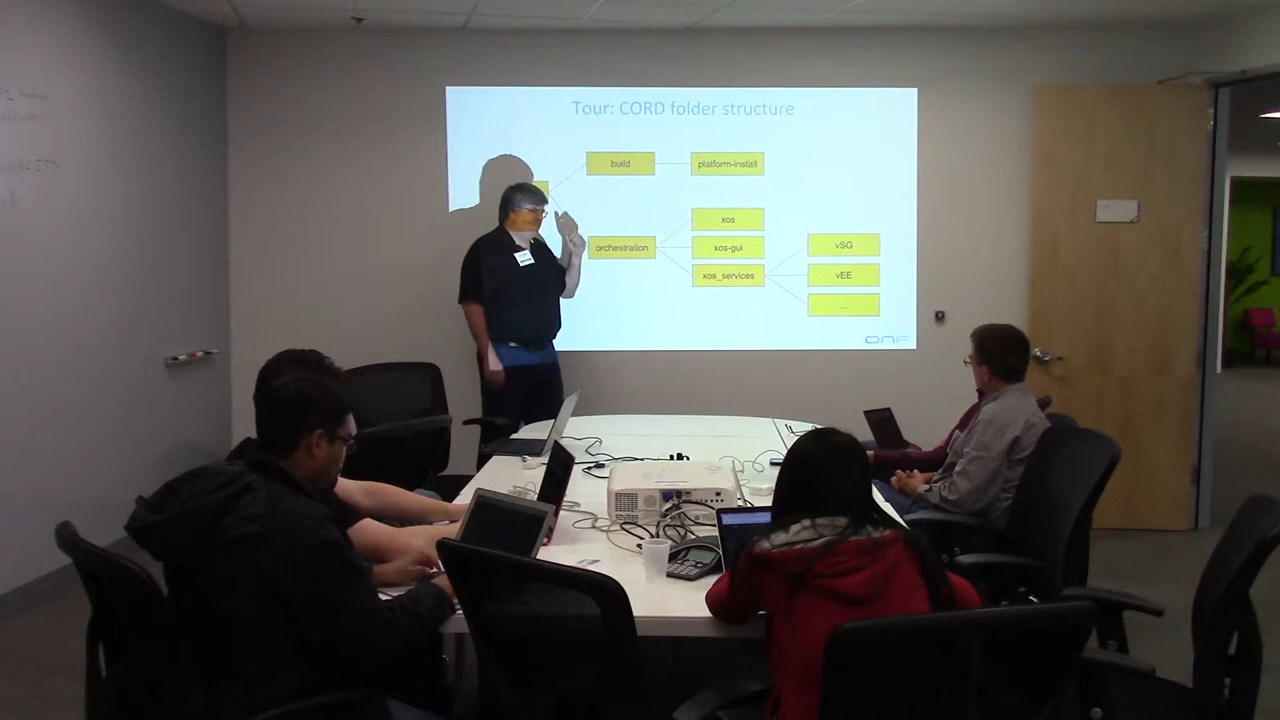 Tour: CORD folder structure
build
platform-install
xos
orchestration
xos-gui
vSG
xos_services
vEE
...
ONF